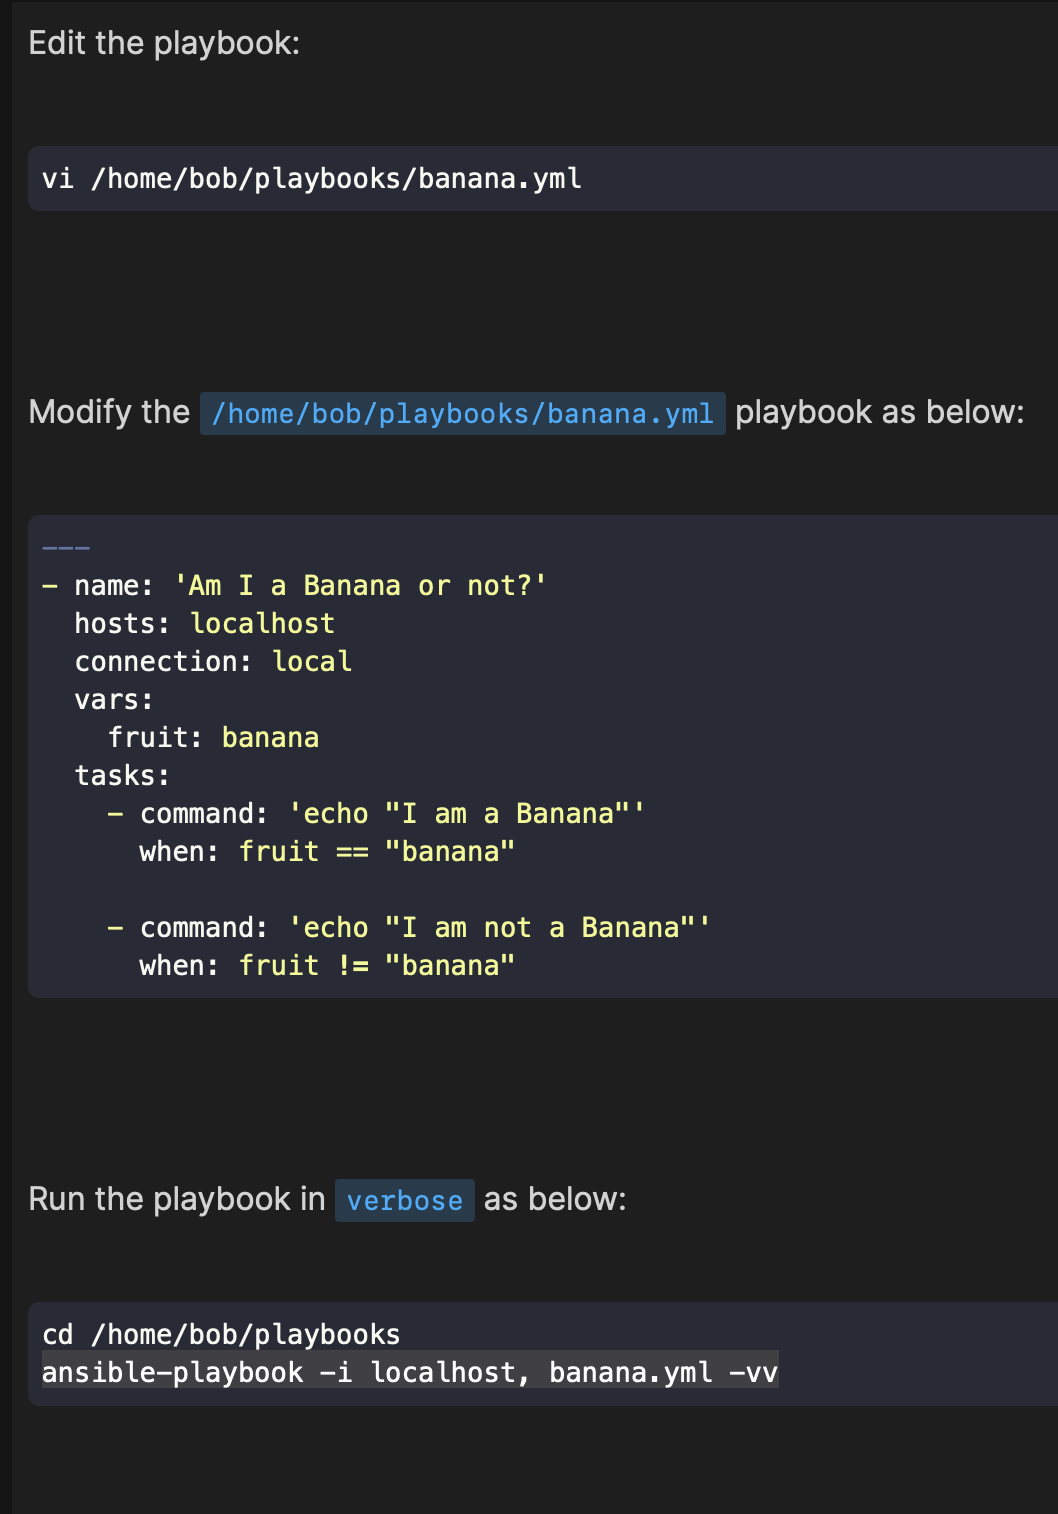 Edit the playbook:
vi /home/bob/playbooks/banana.yml
Modify the /home/bob/playbooks/banana.yml playbook as below:
---
- name: 'Am I a Banana or not?'
  hosts: localhost
  connection: local
  vars:
    fruit: banana
  tasks:
    - command: 'echo "I am a Banana"'
      when: fruit == "banana"
    - command: 'echo "I am not a Banana"'
      when: fruit != "banana"
Run the playbook in verbose as below:
cd /home/bob/playbooks
ansible-playbook -i localhost, banana.yml -vv